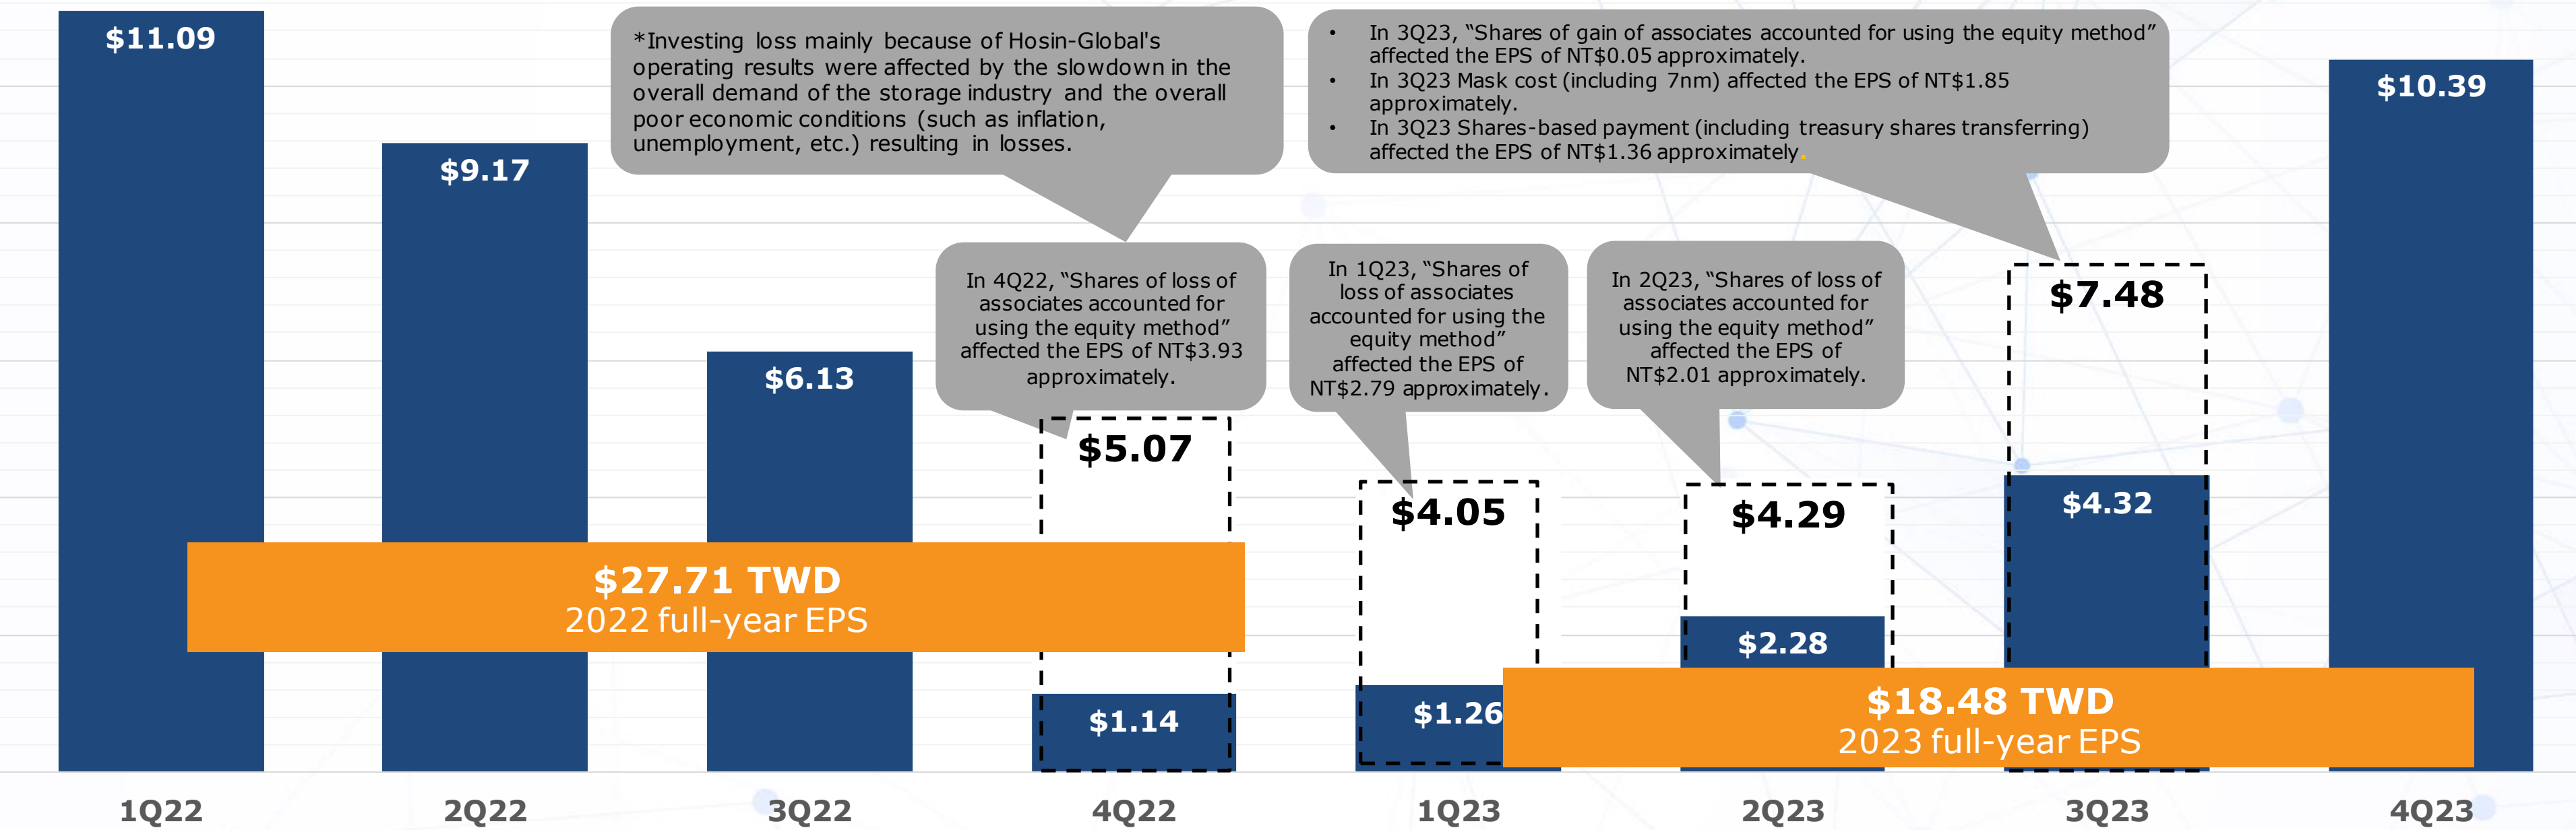 $11.09
$9.17
$6.13
*Investing loss mainly because of Hosin-Global's
operating results were affected by the slowdown in the
overall demand of the storage industry and the overall
poor economic conditions (such as inflation,
unemployment, etc.) resulting in losses.
• In 3Q23, “Shares of gain of associates accounted for using the equity method”
affected the EPS of NT$0.05 approximately.
• In 3Q23 Mask cost (including 7nm) affected the EPS of NT$1.85
approximately.
• In 3Q23 Shares-based payment (including treasury shares transferring)
affected the EPS of NT$1.36 approximately.
$10.39
In 4Q22, “Shares of loss of
associates accounted for
using the equity method”
affected the EPS of NT$3.93
approximately.
In 1Q23, “Shares of
loss of associates
accounted for using the
equity method”
affected the EPS of
NT$2.79 approximately.
In 2Q23, “Shares of loss of
associates accounted for
using the equity method”
affected the EPS of
NT$2.01 approximately.
$7.48
$5.07
$4.05
$4.29
$4.32
$27.71 TWD
2022 full-year EPS
$2.28
$1.14
$1.26
$18.48 TWD
2023 full-year EPS
1Q22
2Q22
3Q22
4Q22
1Q23
2Q23
3Q23
4Q23